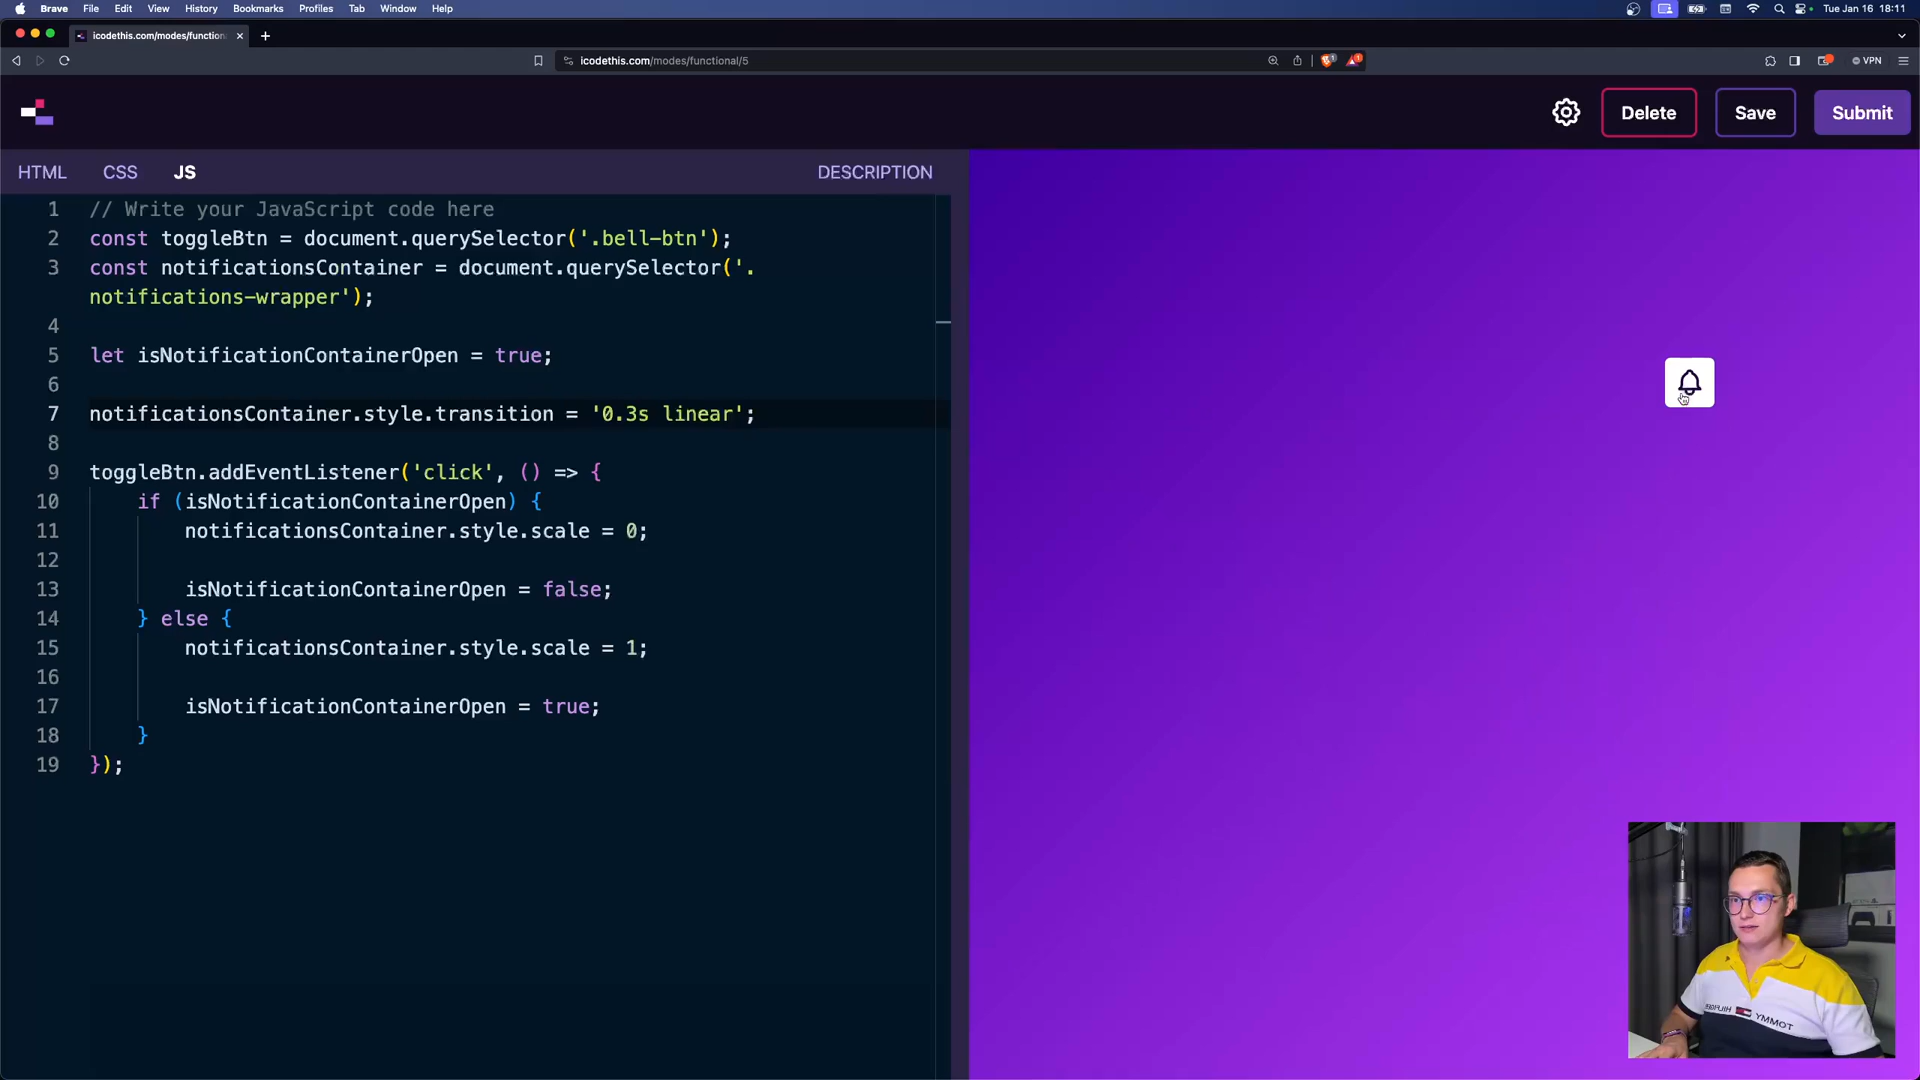 Brave File Edit View History Bookmarks Profiles Tab Window Help
Tue Jan 16 18:11
icodethis.com/modes/function
icodethis.com/modes/functional/5
VPN
Delete
Save
Submit
HTML CSS JS
DESCRIPTION
1 // Write your JavaScript code here
2 const toggleBtn = document.querySelector('.bell-btn');
3 const notificationsContainer = document.querySelector('.
notifications-wrapper');
4
5 let isNotificationContainerOpen = true;
6
7 notificationsContainer.style.transition = '0.3s linear';
8
9 toggleBtn.addEventListener('click', () => {
10 if (isNotificationContainerOpen) {
11 notificationsContainer.style.scale = 0;
12
13 isNotificationContainerOpen = false;
14 } else {
15 notificationsContainer.style.scale = 1;
16
17 isNotificationContainerOpen = true;
18 }
19 });
TOMMY HILFIGER